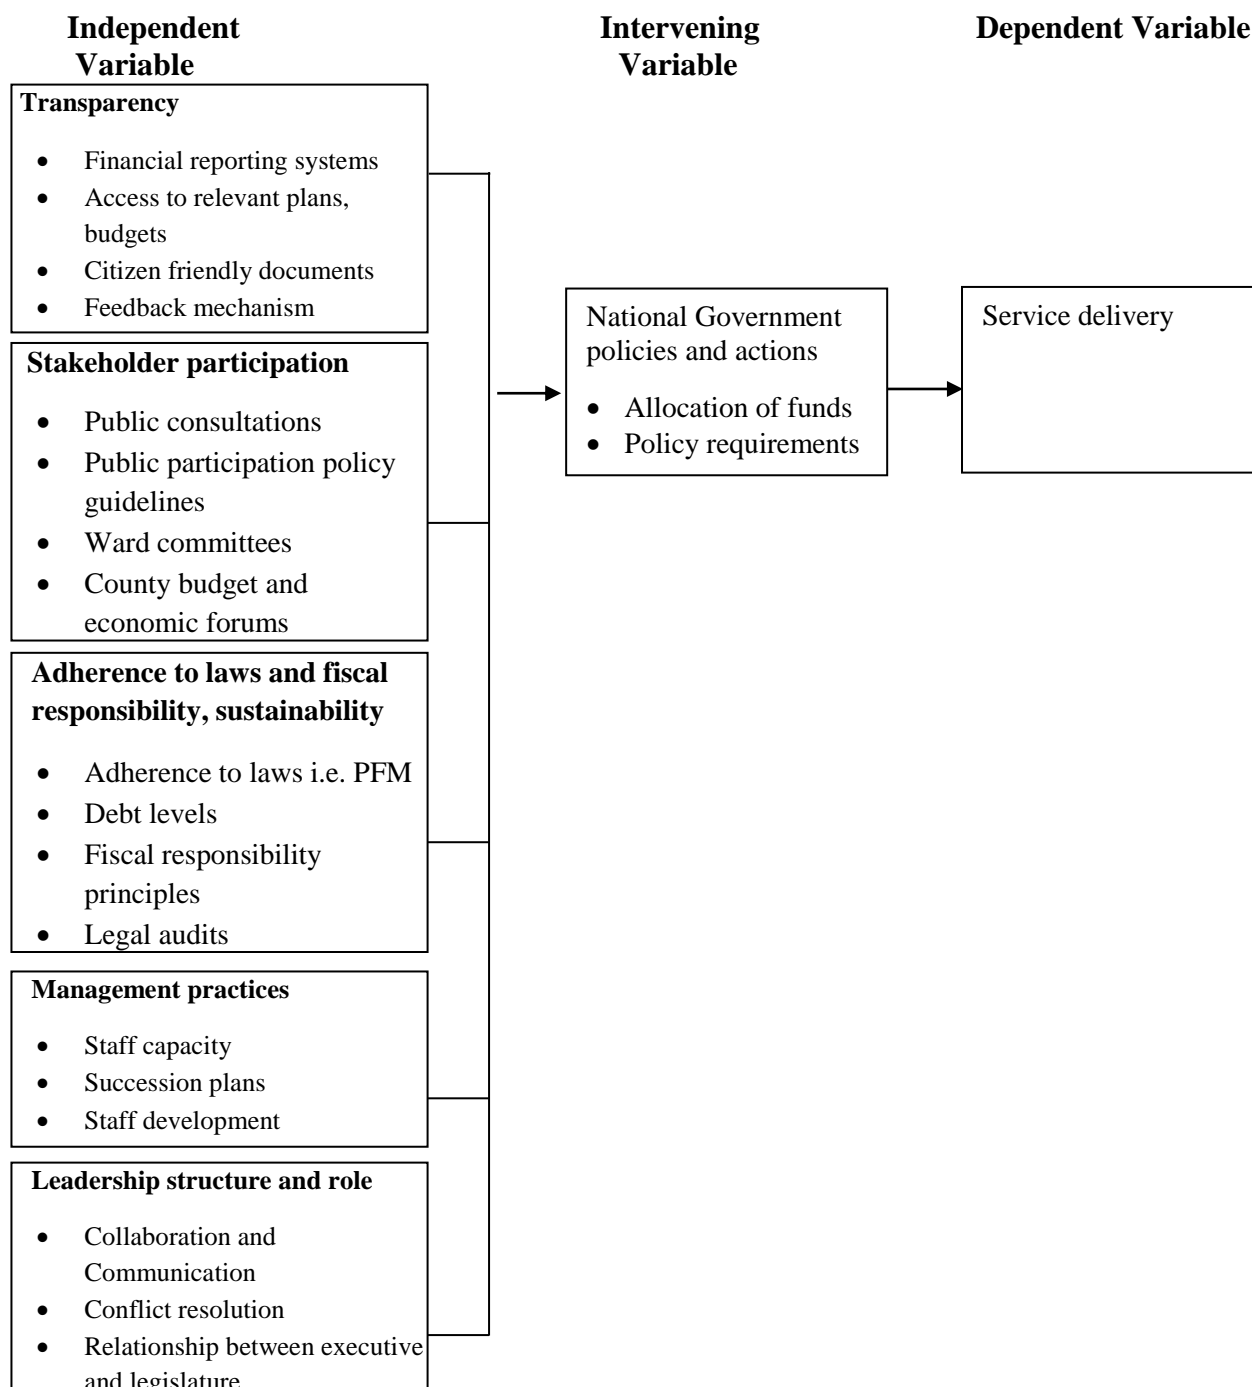 Independent
Variable
Intervening
Variable
Dependent Variable
Transparency
• Financial reporting systems
• Access to relevant plans,
budgets
• Citizen friendly documents
• Feedback mechanism
Stakeholder participation
• Public consultations
• Public participation policy
guidelines
• Ward committees
• County budget and
economic forums
Adherence to laws and fiscal
responsibility, sustainability
• Adherence to laws i.e. PFM
• Debt levels
• Fiscal responsibility
principles
• Legal audits
Management practices
• Staff capacity
• Succession plans
• Staff development
Leadership structure and role
• Collaboration and
Communication
• Conflict resolution
• Relationship between executive
and legislature
National Government
policies and actions
• Allocation of funds
• Policy requirements
Service delivery